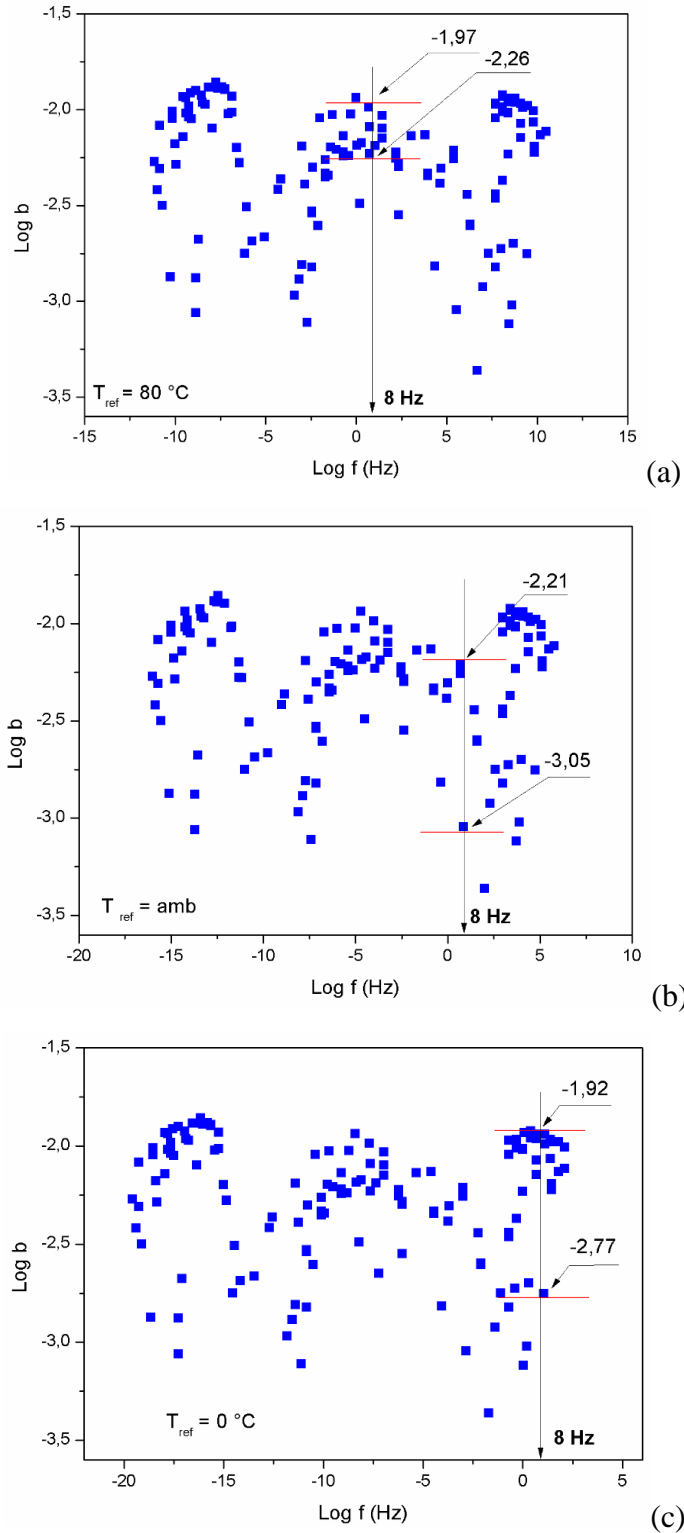 -1,97
-2,26
-1,5
-2,0
-2,5
-3,0
-3,5
Log b
T ref = 80 °C
8 Hz
-15 -10 -5 0 5 10 15
Log f (Hz)
(a)
-2,21
-3,05
-1,5
-2,0
-2,5
-3,0
-3,5
Log b
T ref = amb
8 Hz
-20 -15 -10 -5 0 5 10
Log f (Hz)
(b)
-1,92
-2,77
-1,5
-2,0
-2,5
-3,0
-3,5
Log b
T ref = 0 °C
8 Hz
-20 -15 -10 -5 0 5
Log f (Hz)
(c)